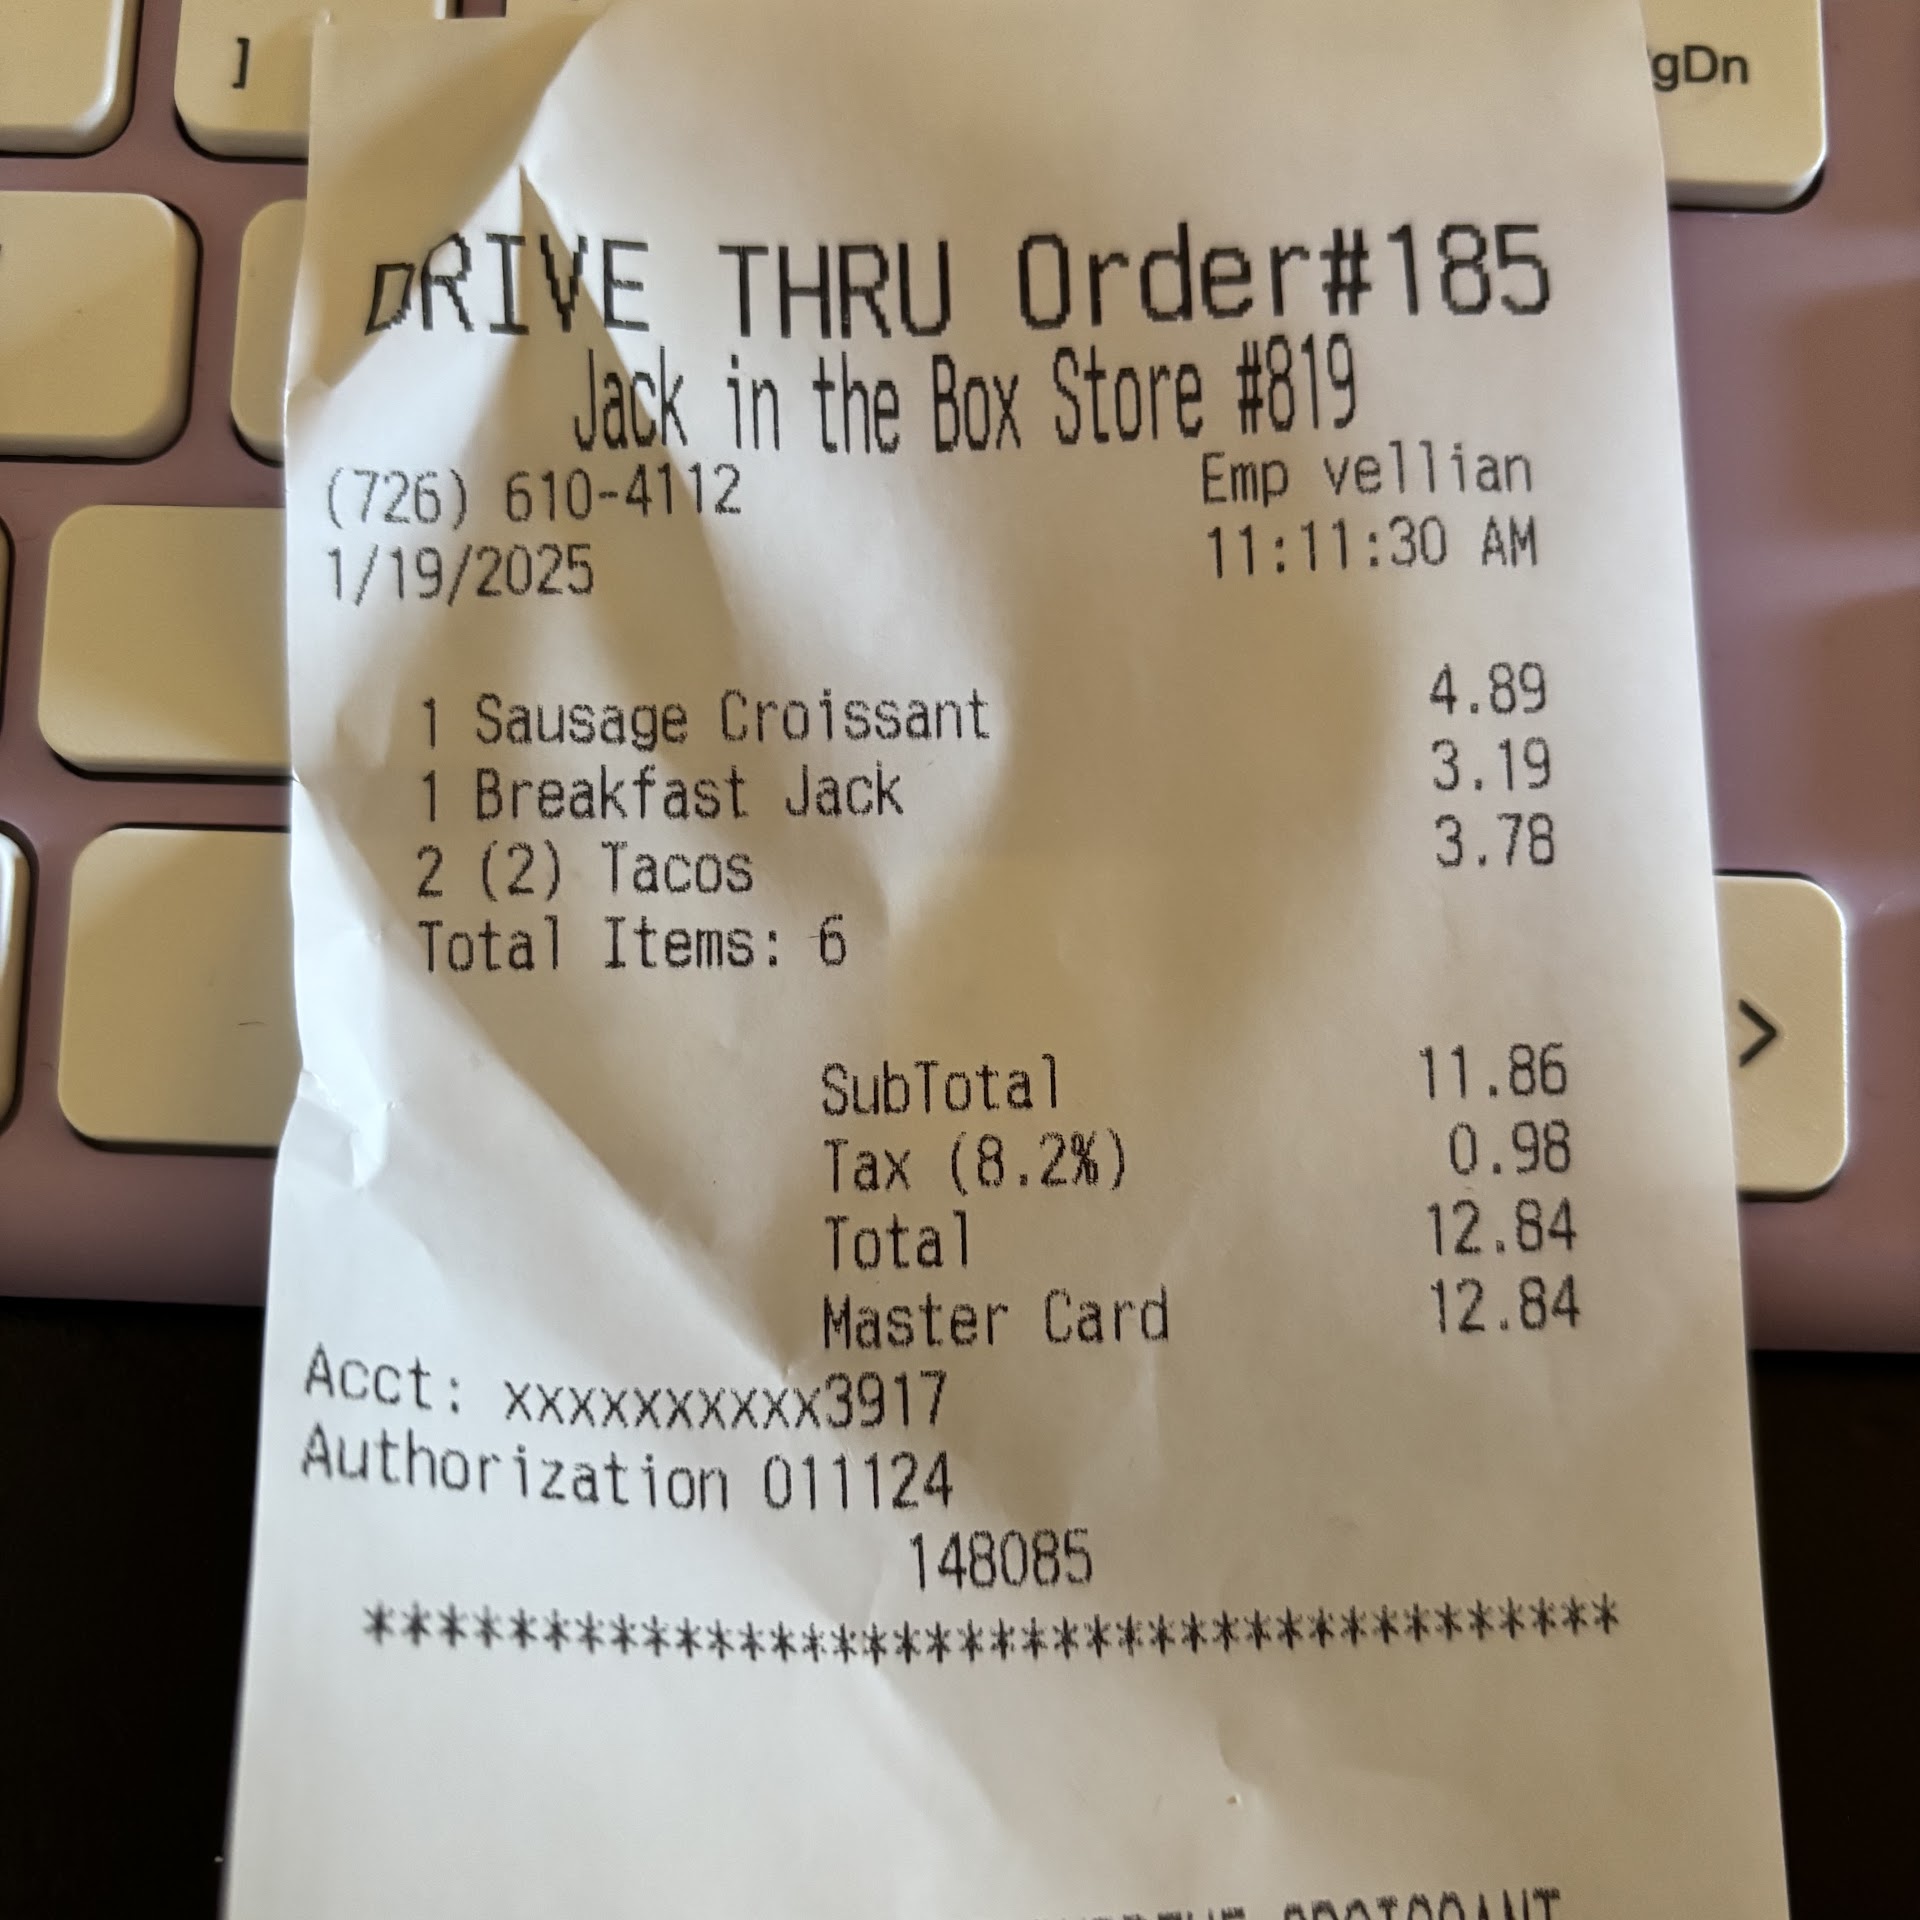 ]
gDn
DRIVE THRU Order#185
Jack in the Box Store #819
(726) 610-4112 Emp vellian
1/19/2025 11:11:30 AM
1 Sausage Croissant 4.89
1 Breakfast Jack 3.19
2 (2) Tacos 3.78
Total Items: 6
>
SubTotal 11.86
Tax (8.2%) 0.98
Total 12.84
Master Card 12.84
Acct: xxxxxxxxxx3917
Authorization 011124
148085
***************************************
CROISSANT